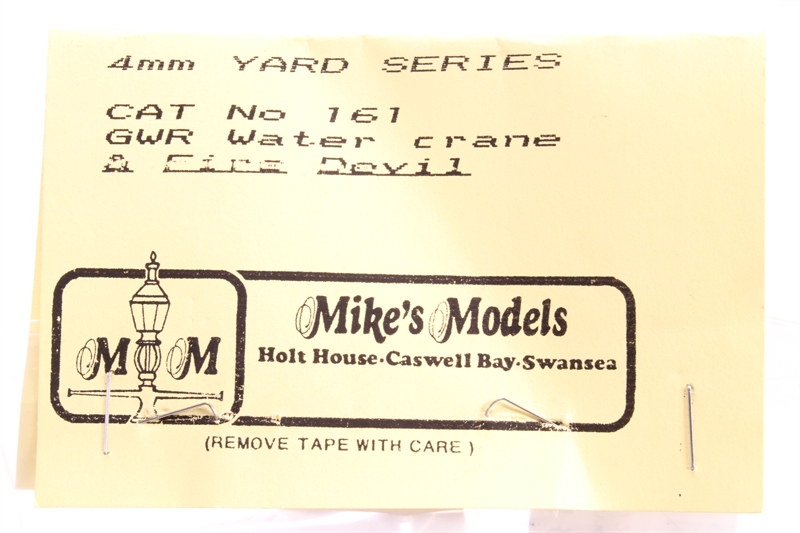 4mm YARD SERIES
CAT No 161
GWR Water crane
& Fire Devil
M M
Mike's Models
Holt House·Caswell Bay·Swansea
(REMOVE TAPE WITH CARE )